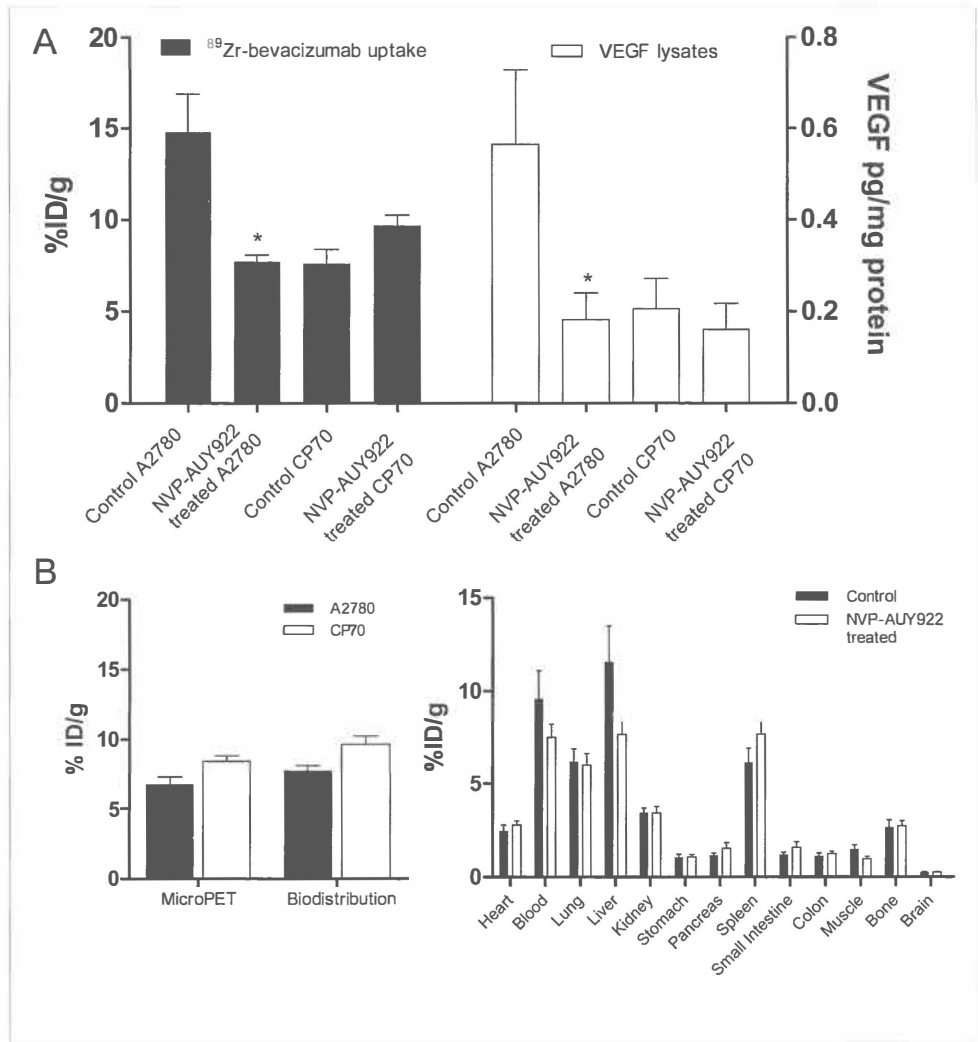 A
20
15
10
5
0
%ID/g
⁸⁹Zr-bevacizumab uptake
VEGF lysates
0.8
0.6
0.4
0.2
0.0
VEGF pg/mg protein
*
*
Control A2780
NVP-AUY922
treated A2780
Control CP70
NVP-AUY922
treated CP70
Control A2780
NVP-AUY922
treated A2780
Control CP70
NVP-AUY922
treated CP70
B
20
15
10
5
0
% ID/g
A2780
CP70
MicroPET
Biodistribution
15
10
5
0
%ID/g
Control
NVP-AUY922
treated
Heart
Blood
Lung
Liver
Kidney
Stomach
Pancreas
Spleen
Small Intestine
Colon
Muscle
Bone
Brain